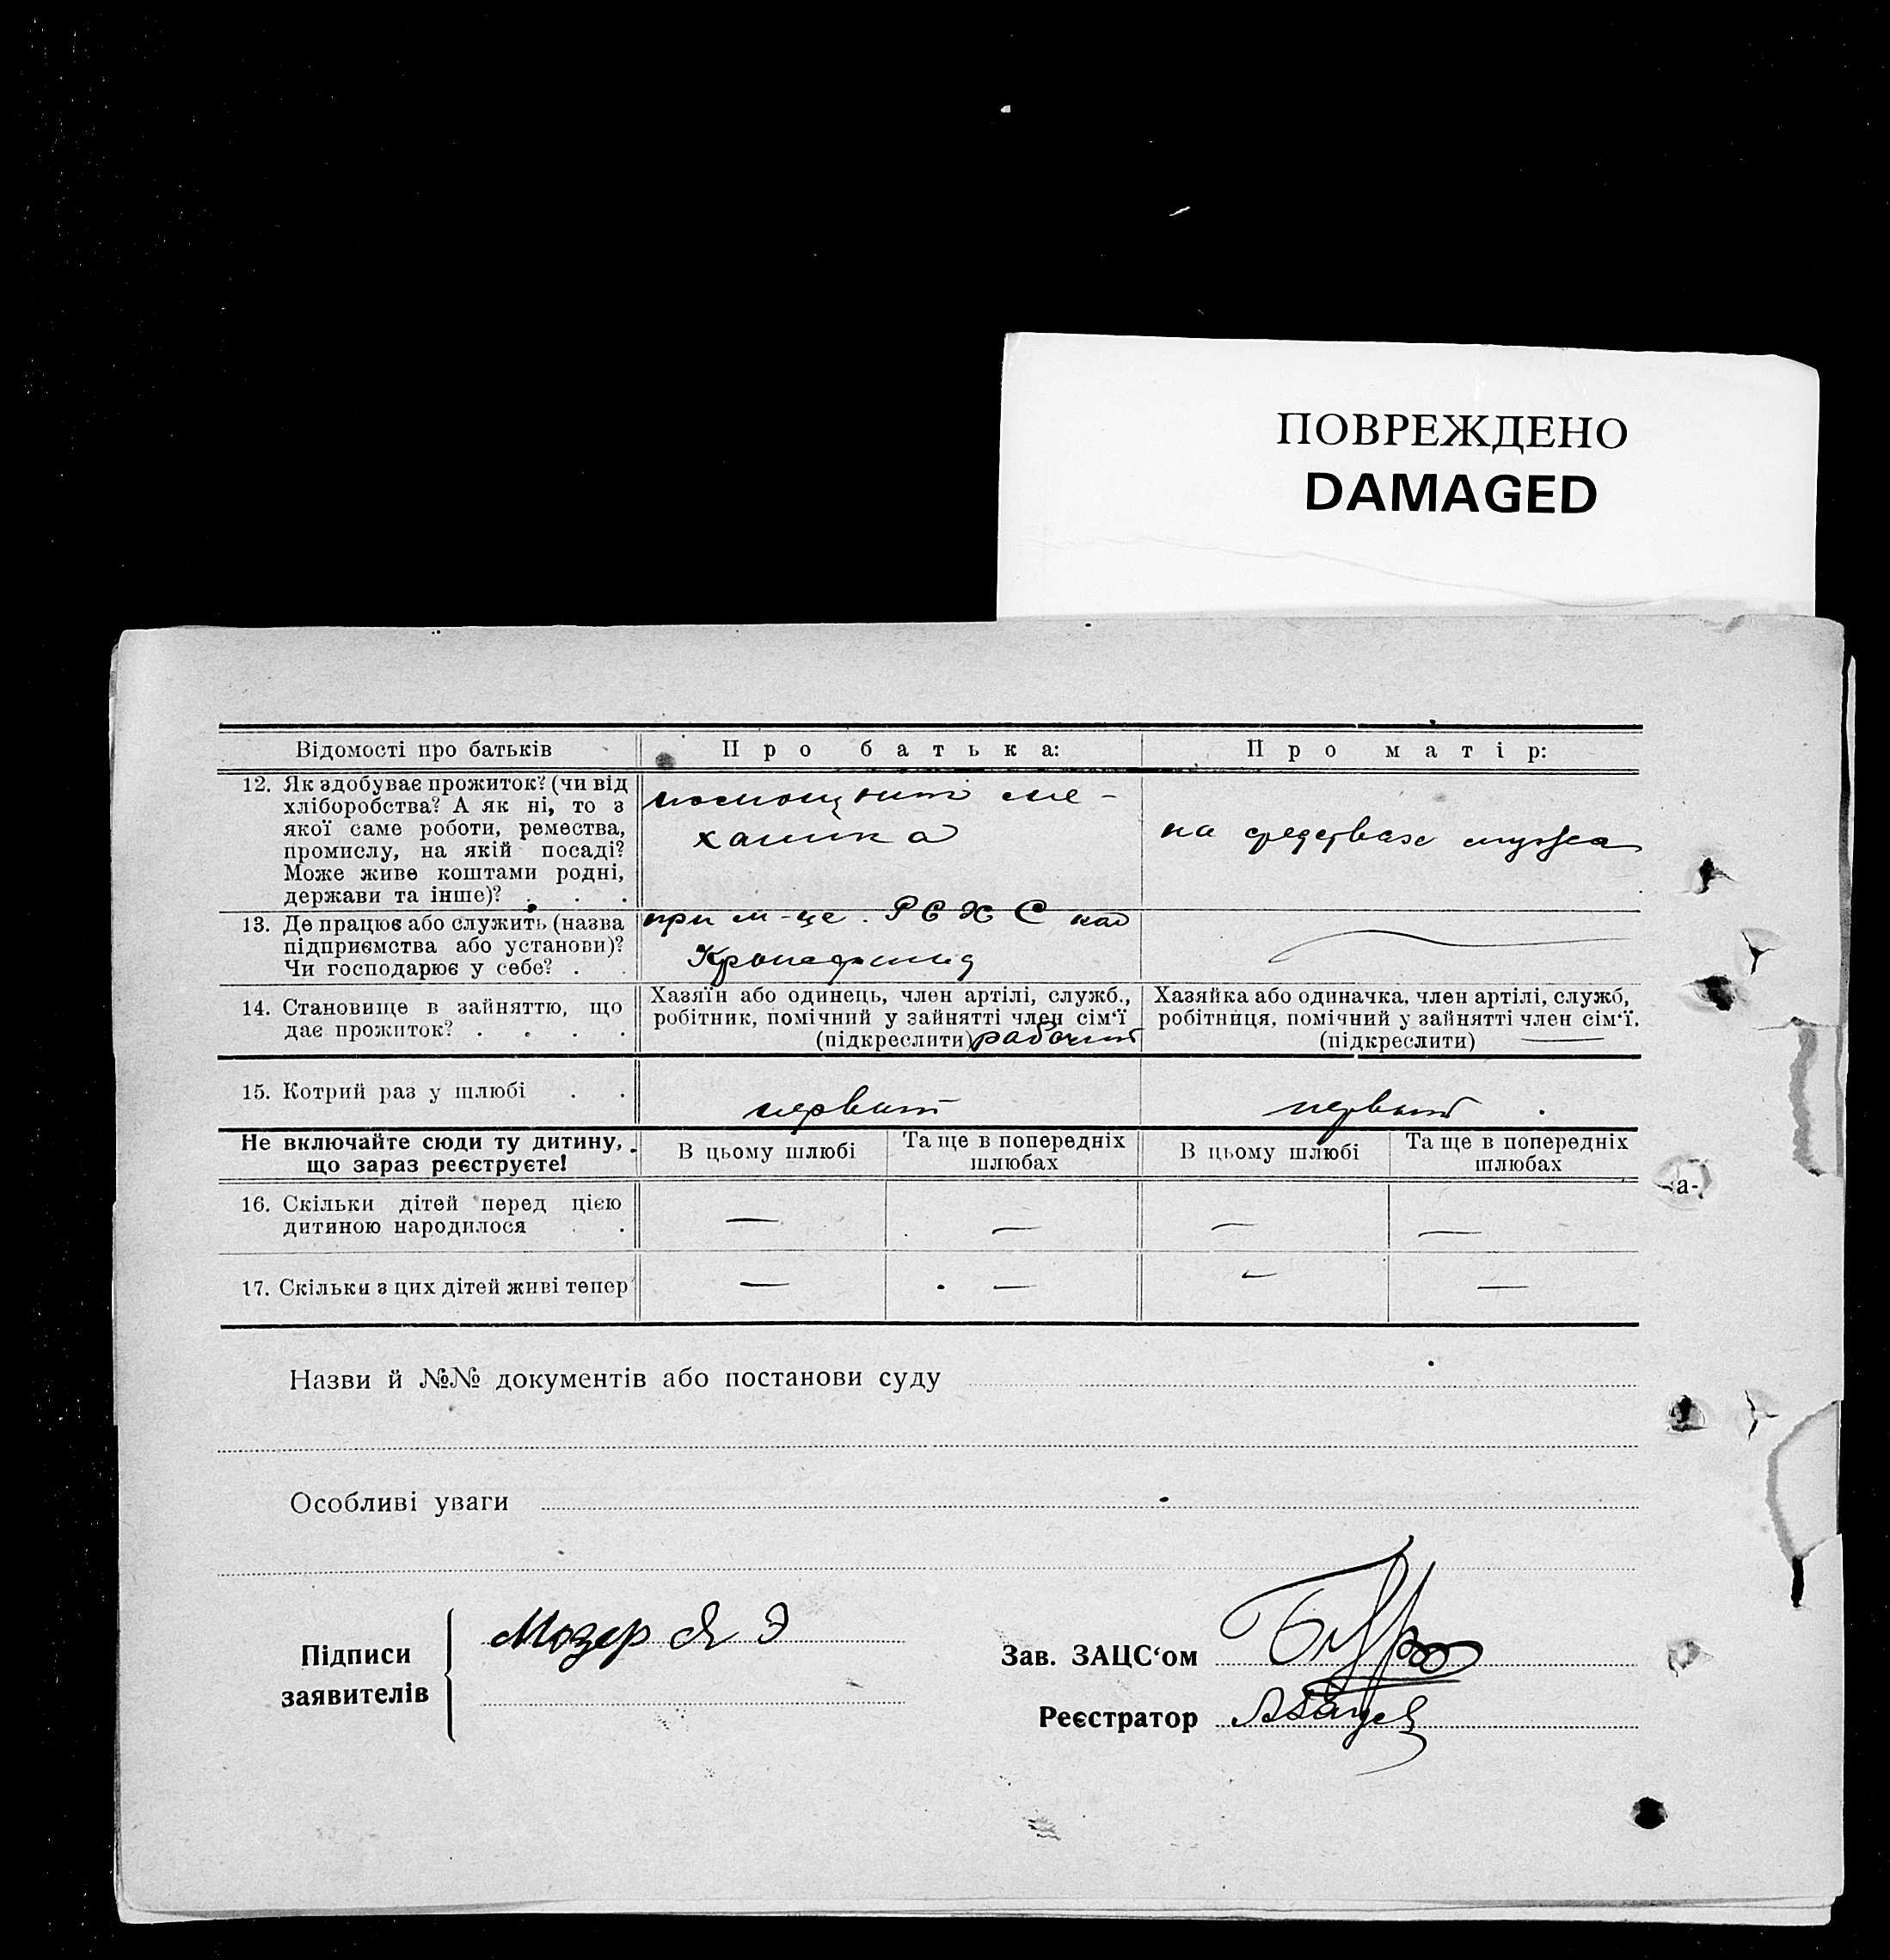 ПОВРЕЖДЕНО
DAMAGED
Відомості про батьків
Про батька:
Про матір:
12. Як здобуває прожиток? (чи від
хліборобства? А як ні, то з
якої саме роботи, ремества,
промислу, на якій посаді?
Може живе коштами родні,
держави та інше)? . . .
помощник ме-
ханика
на средствах мужа
13. Де працює або служить (назва
підприємства або установи)?
Чи господарює у себе? . .
при м-це
14. Становище в зайняттю, що
дає прожиток? . . . .
Хазяїн або одинець, член артілі, служб.,
робітник, помічний у зайнятті член сім‘ї
(підкреслити) рабочий
Хазяйка або одиначка, член артілі, служб,
робітниця, помічний у зайнятті член сім‘ї.
(підкреслити) —
15. Котрий раз у шлюбі . .
первый
первый
Не включайте сюди ту дитину,
що зараз реєструєте!
В цьому шлюбі
Та ще в попередніх
шлюбах
В цьому шлюбі
Та ще в попередніх
шлюбах
16. Скільки дітей перед цією
дитиною народилося . .
— — — —
17. Скільки з цих дітей живі тепер
— — — —
-а-
Назви й №№ документів або постанови суду
Особливі уваги
Підписи
заявителів
Мозер Я Э
Зав. ЗАЦС‘ом
Реєстратор